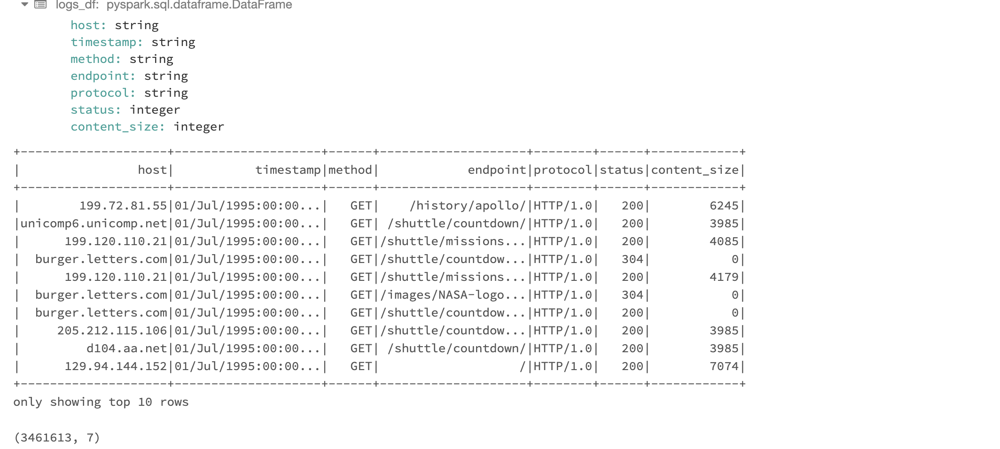 logs_df: pyspark.sql.dataframe.DataFrame
host: string
timestamp: string
method: string
endpoint: string
protocol: string
status: integer
content_size: integer
+--------------------+--------------------+------+--------------------+--------+------+------------+
|                host|           timestamp|method|            endpoint|protocol|status|content_size|
+--------------------+--------------------+------+--------------------+--------+------+------------+
|        199.72.81.55|01/Jul/1995:00:00...|   GET|    /history/apollo/|HTTP/1.0|   200|        6245|
|unicomp6.unicomp.net|01/Jul/1995:00:00...|   GET| /shuttle/countdown/|HTTP/1.0|   200|        3985|
|      199.120.110.21|01/Jul/1995:00:00...|   GET|/shuttle/missions...|HTTP/1.0|   200|        4085|
|  burger.letters.com|01/Jul/1995:00:00...|   GET|/shuttle/countdow...|HTTP/1.0|   304|           0|
|      199.120.110.21|01/Jul/1995:00:00...|   GET|/shuttle/missions...|HTTP/1.0|   200|        4179|
|  burger.letters.com|01/Jul/1995:00:00...|   GET|/images/NASA-logo...|HTTP/1.0|   304|           0|
|  burger.letters.com|01/Jul/1995:00:00...|   GET|/shuttle/countdow...|HTTP/1.0|   200|           0|
|     205.212.115.106|01/Jul/1995:00:00...|   GET|/shuttle/countdow...|HTTP/1.0|   200|        3985|
|         d104.aa.net|01/Jul/1995:00:00...|   GET| /shuttle/countdown/|HTTP/1.0|   200|        3985|
|      129.94.144.152|01/Jul/1995:00:00...|   GET|                   /|HTTP/1.0|   200|        7074|
+--------------------+--------------------+------+--------------------+--------+------+------------+
only showing top 10 rows
(3461613, 7)